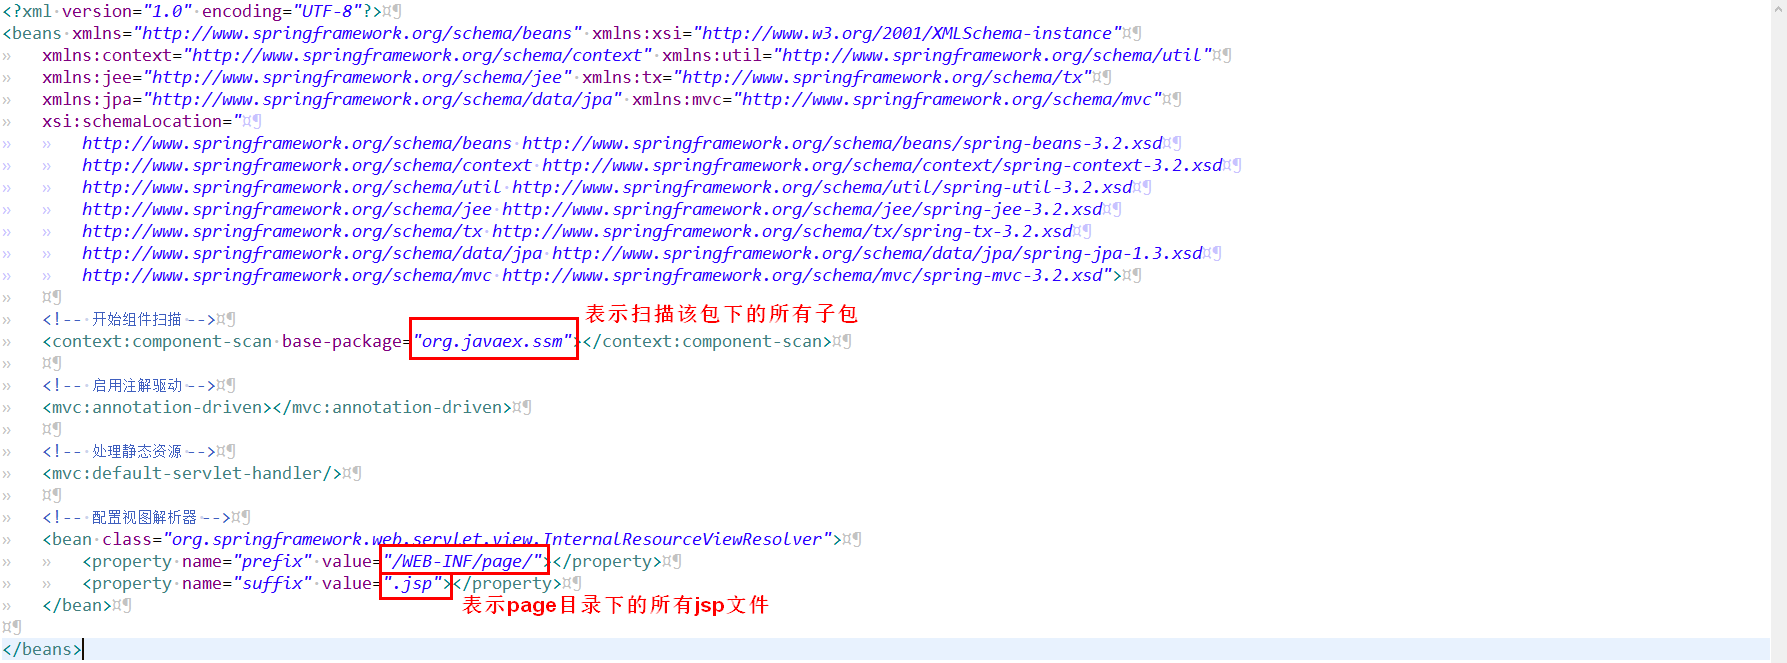 <?xml version="1.0" encoding="UTF-8"?>
<beans xmlns="http://www.springframework.org/schema/beans" xmlns:xsi="http://www.w3.org/2001/XMLSchema-instance"
xmlns:context="http://www.springframework.org/schema/context" xmlns:util="http://www.springframework.org/schema/util"
xmlns:jee="http://www.springframework.org/schema/jee" xmlns:tx="http://www.springframework.org/schema/tx"
xmlns:jpa="http://www.springframework.org/schema/data/jpa" xmlns:mvc="http://www.springframework.org/schema/mvc"
xsi:schemaLocation="
http://www.springframework.org/schema/beans http://www.springframework.org/schema/beans/spring-beans-3.2.xsd
http://www.springframework.org/schema/context http://www.springframework.org/schema/context/spring-context-3.2.xsd
http://www.springframework.org/schema/util http://www.springframework.org/schema/util/spring-util-3.2.xsd
http://www.springframework.org/schema/jee http://www.springframework.org/schema/jee/spring-jee-3.2.xsd
http://www.springframework.org/schema/tx http://www.springframework.org/schema/tx/spring-tx-3.2.xsd
http://www.springframework.org/schema/data/jpa http://www.springframework.org/schema/data/jpa/spring-jpa-1.3.xsd
http://www.springframework.org/schema/mvc http://www.springframework.org/schema/mvc/spring-mvc-3.2.xsd">
表示扫描该包下的所有子包
<!-- 开始组件扫描 -->
<context:component-scan base-package="org.javaex.ssm"></context:component-scan>
<!-- 启用注解驱动 -->
<mvc:annotation-driven></mvc:annotation-driven>
<!-- 处理静态资源 -->
<mvc:default-servlet-handler/>
<!-- 配置视图解析器 -->
<bean class="org.springframework.web.servlet.view.InternalResourceViewResolver">
<property name="prefix" value="/WEB-INF/page/"></property>
<property name="suffix" value=".jsp"></property>
</bean>
表示page目录下的所有jsp文件
</beans>